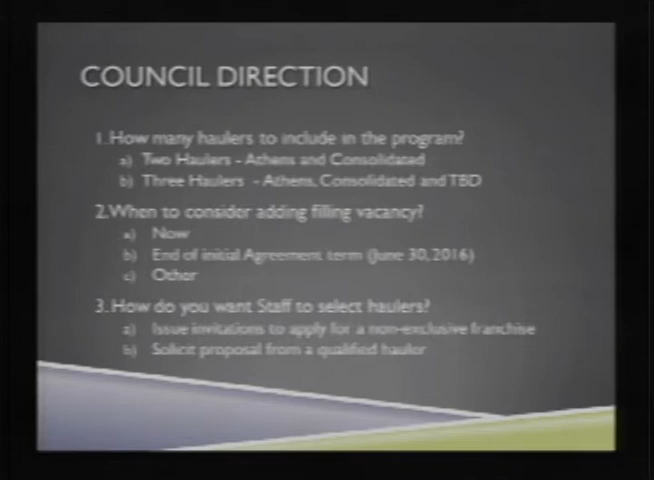 COUNCIL DIRECTION
1. How many haulers to include in the program?
a) Two Haulers - Athens and Consolidated
b) Three Haulers - Athens, Consolidated and TBD
2. When to consider adding filling vacancy?
a) Now
b) End of initial Agreement term (June 30, 2016)
c) Other
3. How do you want Staff to select haulers?
a) Issue invitations to apply for a non-exclusive franchise
b) Solicit proposal from a qualified hauler